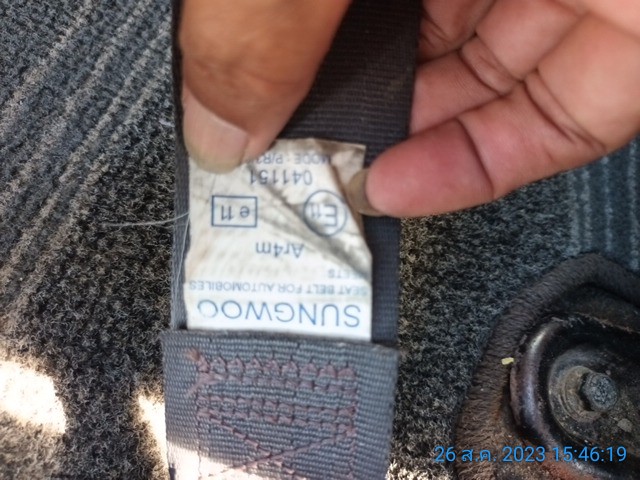 SUNGWOO
SEAT BELT FOR AUTOMOBILES
Ar4m
E11 e 11
041151
26 ส.ค. 2023 15:46:19